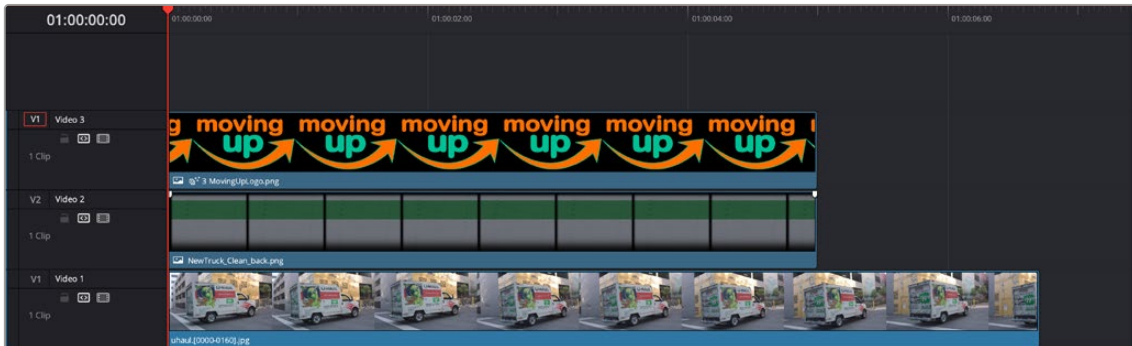 01:00:00:00
01:00:00:00 01:00:02:00 01:00:04:00 01:00:06:00
V1 Video 3
1 Clip
g moving moving moving moving moving moving
up up up up up up
3 MovingUpLogo.png
V2 Video 2
1 Clip
NewTruck_Clean_back.png
V1 Video 1
1 Clip
uhaul.[0000-0160].jpg